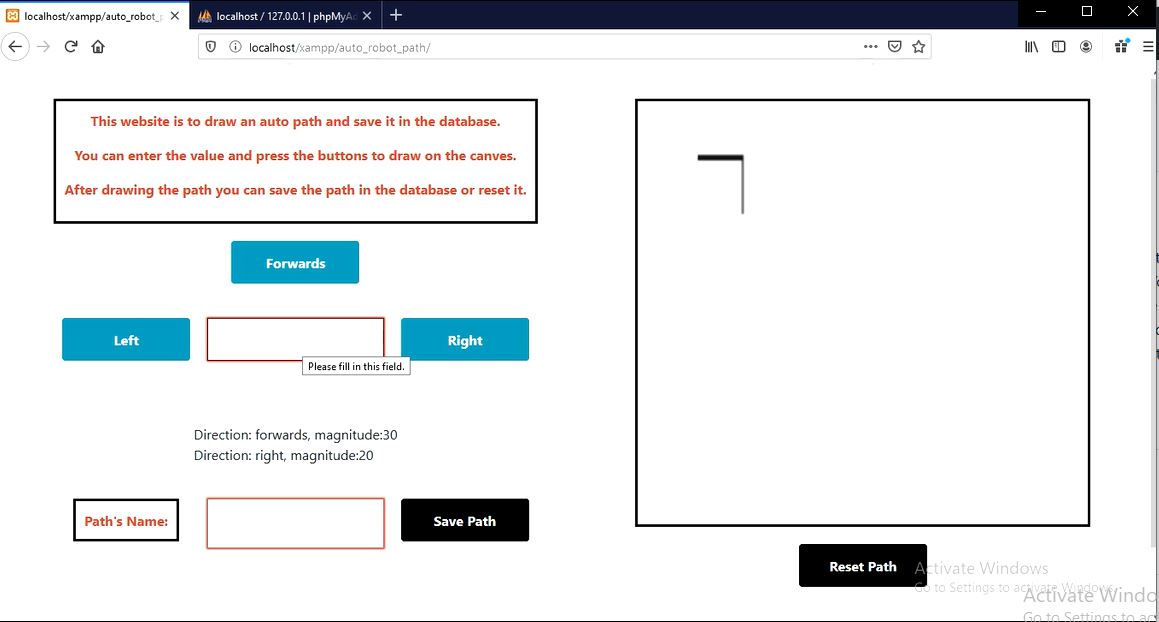 localhost/xampp/auto_robot_
localhost / 127.0.0.1 | phpMyAd
localhost/xampp/auto_robot_path/
This website is to draw an auto path and save it in the database.
You can enter the value and press the buttons to draw on the canves.
After drawing the path you can save the path in the database or reset it.
Forwards
Left
Right
Please fill in this field.
Direction: forwards, magnitude:30
Direction: right, magnitude:20
Path's Name:
Save Path
Reset Path
Activate Windows
Go to Settings to activate Windows.
Activate Windo
Go to Settings to ac